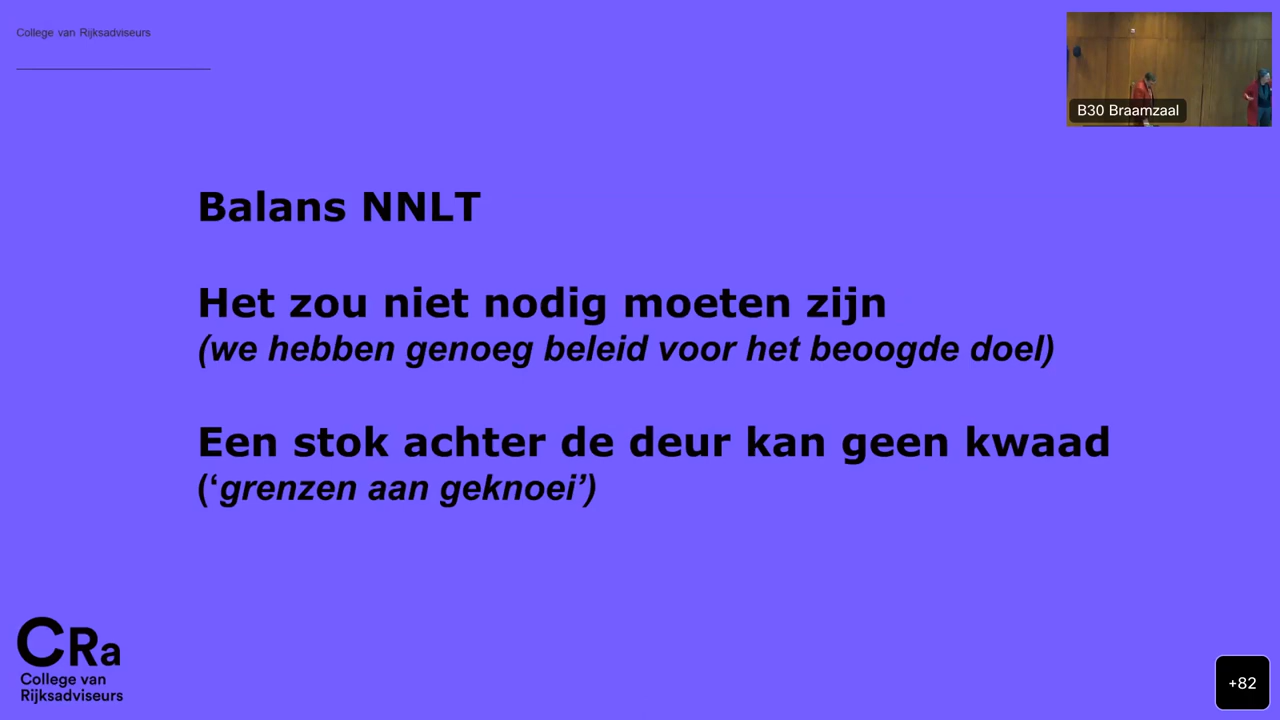 College van Rijksadviseurs
B30 Braamzaal
Balans NNLT
Het zou niet nodig moeten zijn
(we hebben genoeg beleid voor het beoogde doel)
Een stok achter de deur kan geen kwaad
(‘grenzen aan geknoei’)
CRa
College van
Rijksadviseurs
+82